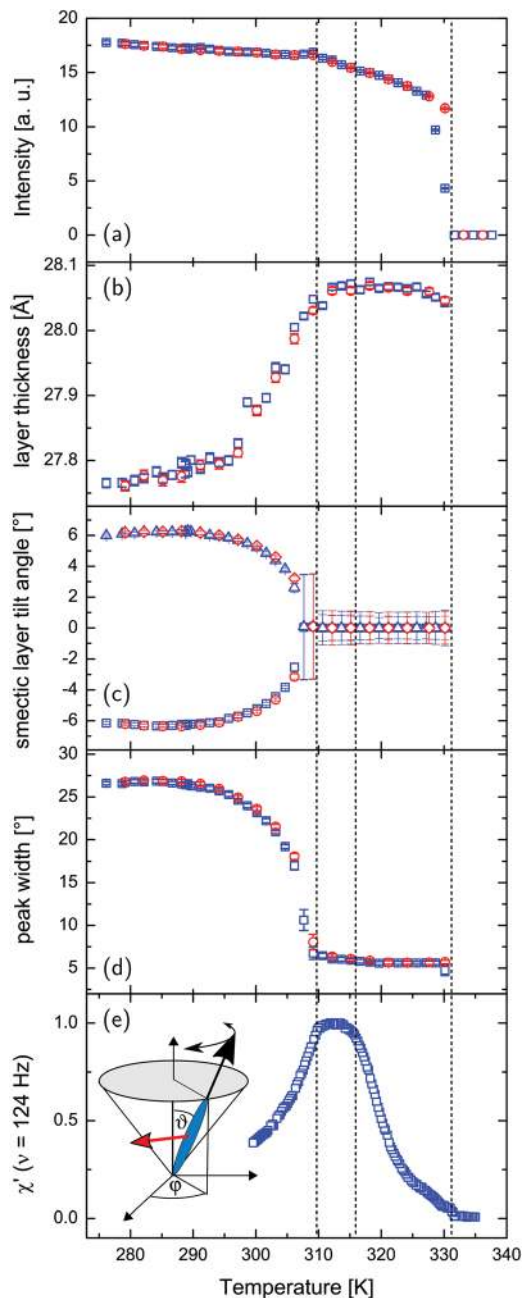 20
15
10
5
0
Intensity [a. u.]
(a)
28.1
28.0
27.9
27.8
layer thickness [Å]
(b)
6
4
2
0
-2
-4
-6
smectic layer tilt angle [°]
(c)
30
25
20
15
10
5
peak width [°]
(d)
1.0
0.5
0.0
χ' (ν = 124 Hz)
(e)
ϑ
φ
280 290 300 310 320 330 340
Temperature [K]